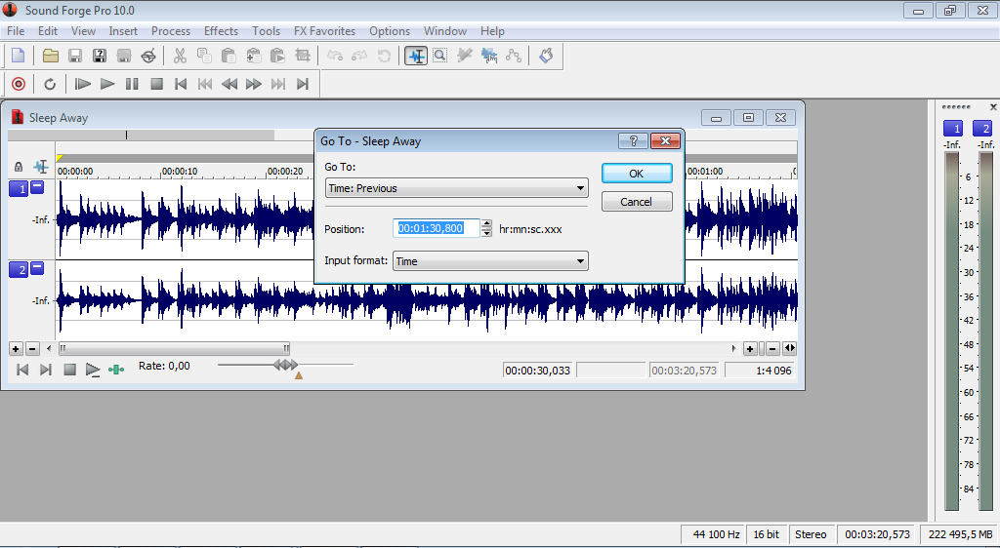 Sound Forge Pro 10.0
File Edit View Insert Process Effects Tools FX Favorites Options Window Help
Sleep Away
00:00:00 ,00:00:10 ,00:00:20 ,00:01:00
1
-Inf.
2
-Inf.
Rate: 0,00
00:00:30,033 00:03:20,573 1:4 096
Go To - Sleep Away
Go To:
Time: Previous
OK
Cancel
Position: 00:01:30,800 hr:mn:sc.xxx
Input format: Time
1 2
-Inf. -Inf.
- 6 -
- 12 -
- 18 -
- 24 -
- 30 -
- 36 -
- 42 -
- 48 -
- 54 -
- 60 -
- 66 -
- 72 -
- 78 -
- 84 -
44 100 Hz 16 bit Stereo 00:03:20,573 222 495,5 MB